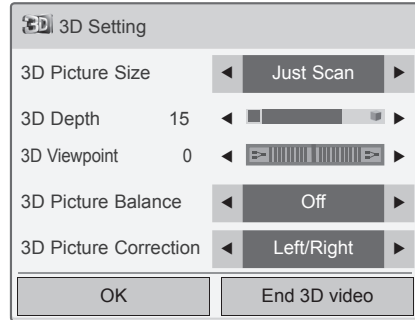 3D 3D Setting
3D Picture Size Just Scan
3D Depth 15
3D Viewpoint 0
3D Picture Balance Off
3D Picture Correction Left/Right
OK End 3D video